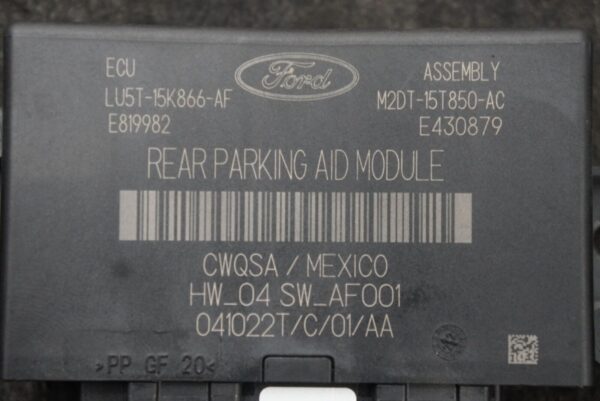 ECU
Ford
ASSEMBLY
LU5T-15K866-AF
M2DT-15T850-AC
E819982
E430879
REAR PARKING AID MODULE
CWQSA / MEXICO
HW_04 SW_AF001
041022T/C/01/AA
>PP GF 20<